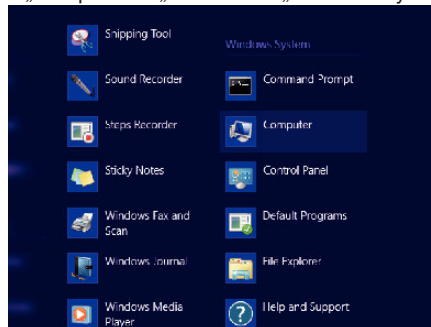 Snipping Tool
Sound Recorder
Steps Recorder
Sticky Notes
Windows Fax and
Scan
Windows Journal
Windows Media
Player
Windows System
Command Prompt
Computer
Control Panel
Default Programs
File Explorer
Help and Support